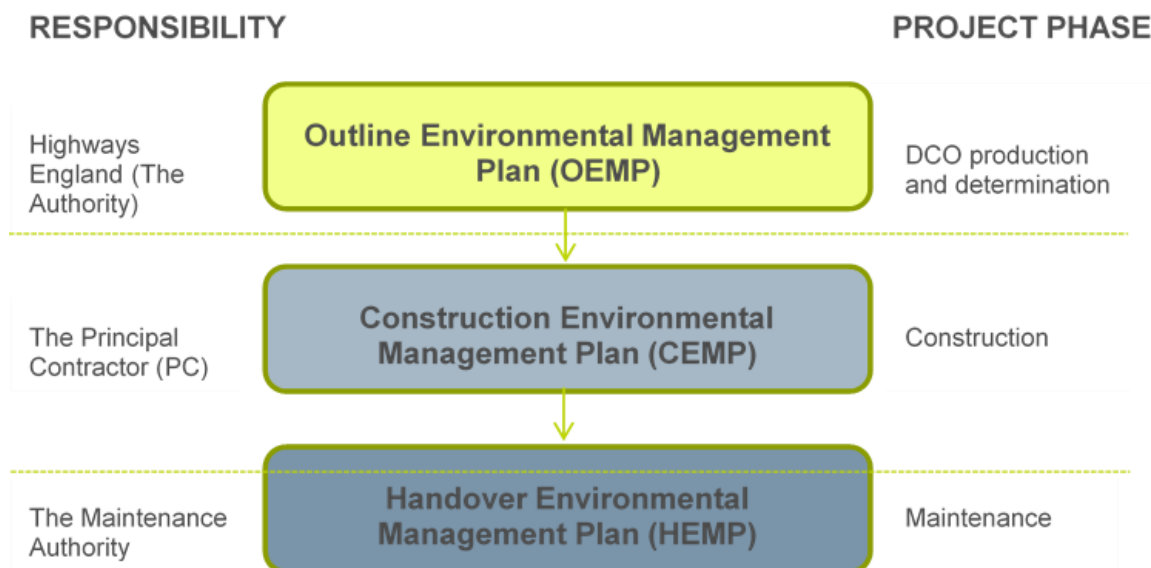 RESPONSIBILITY
PROJECT PHASE
Highways
England (The
Authority)
Outline Environmental Management
Plan (OEMP)
DCO production
and determination
The Principal
Contractor (PC)
Construction Environmental
Management Plan (CEMP)
Construction
The Maintenance
Authority
Handover Environmental
Management Plan (HEMP)
Maintenance